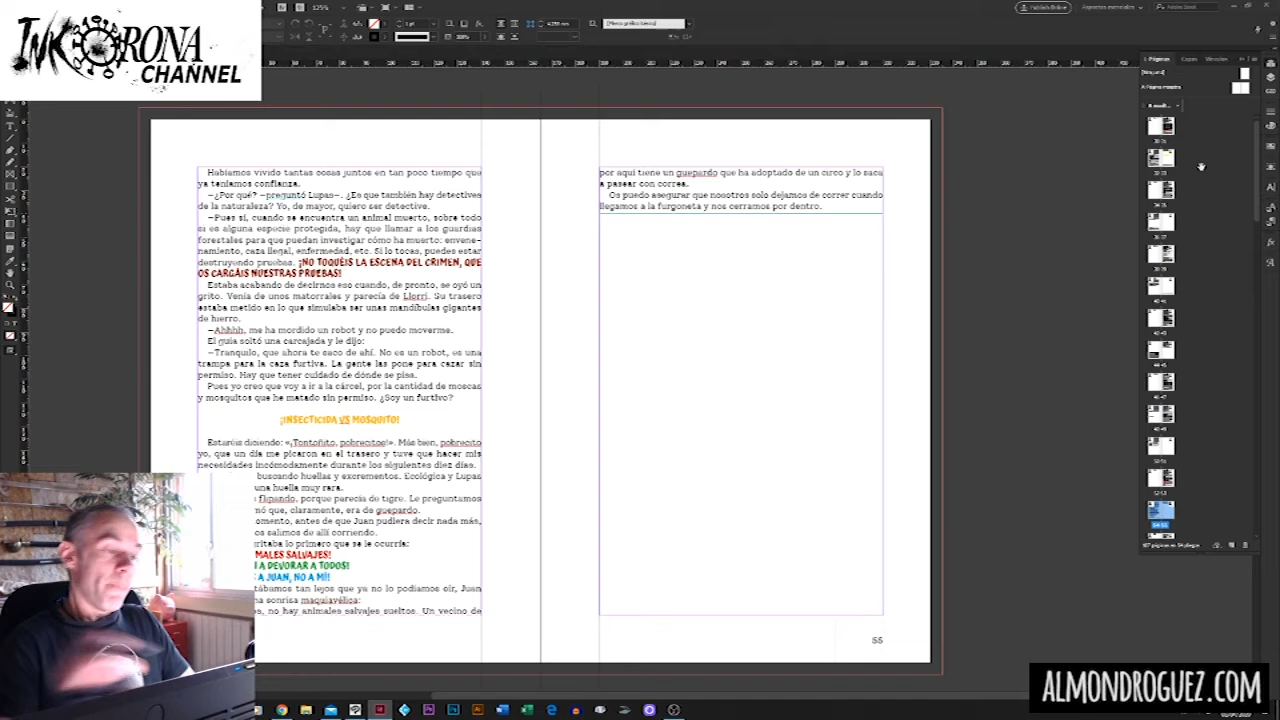 INKORONA
CHANNEL
125%
Publish Online
Páginas
Capas
A-Página maestra
Habíamos vivido tantas cosas juntos en tan poco tiempo que
ya teníamos confianza.
—¿Por qué? —preguntó Lupas—. ¿Es que también hay detectives
de la naturaleza? Yo, de mayor, quiero ser detective.
—Pues sí, cuando se encuentra un animal muerto, sobre todo
si es alguna especie protegida, hay que llamar a los guardias
forestales para que puedan investigar cómo ha muerto: envene-
namiento, caza ilegal, enfermedad, etc. Si lo tocas, puedes estar
destruyendo pruebas. ¡NO TOQUÉIS LA ESCENA DEL CRIMEN, QUE
OS CARGÁIS NUESTRAS PRUEBAS!
Estaba acabando de decirnos eso cuando, de pronto, se oyó un
grito. Venía de unos matorrales y parecía de Llorri. Su trasero
estaba metido en lo que simulaba ser unas mandíbulas gigantes
de hierro.
—Ahhhh, me ha mordido un robot y no puedo moverme.
El guía soltó una carcajada y le dijo:
—Tranquilo, que ahora te saco de ahí. No es un robot, es una
trampa para la caza furtiva. La gente las pone para cazar sin
permiso. Hay que tener cuidado de dónde se pisa.
Pues yo creo que voy a ir a la cárcel, por la cantidad de moscas
y mosquitos que he matado sin permiso. ¿Soy un furtivo?
¡INSECTICIDA VS MOSQUITO!
Estaréis diciendo: «¡Tontoñito, pobrecitos!». Más bien, pobrecito
yo, que un día me picaron en el trasero y tuve que hacer mis
necesidades incómodamente durante los siguientes diez días.
buscando huellas y excrementos. Ecológica y Lupas
una huella muy rara.
flipando, porque parecía de tigre. Le preguntamos
mó que, claramente, era de guepardo.
omento, antes de que Juan pudiera decir nada más,
os salimos de allí corriendo.
ritaba lo primero que se le ocurría:
MALES SALVAJES!
A DEVORAR A TODOS!
A JUAN, NO A MÍ!
tábamos tan lejos que ya no lo podíamos oír, Juan
na sonrisa maquiavélica:
, no hay animales salvajes sueltos. Un vecino de
por aquí tiene un guepardo que ha adoptado de un circo y lo saca
a pasear con correa.
Os puedo asegurar que nosotros solo dejamos de correr cuando
llegamos a la furgoneta y nos cerramos por dentro.
55
54-55
ALMONDROGUEZ.COM